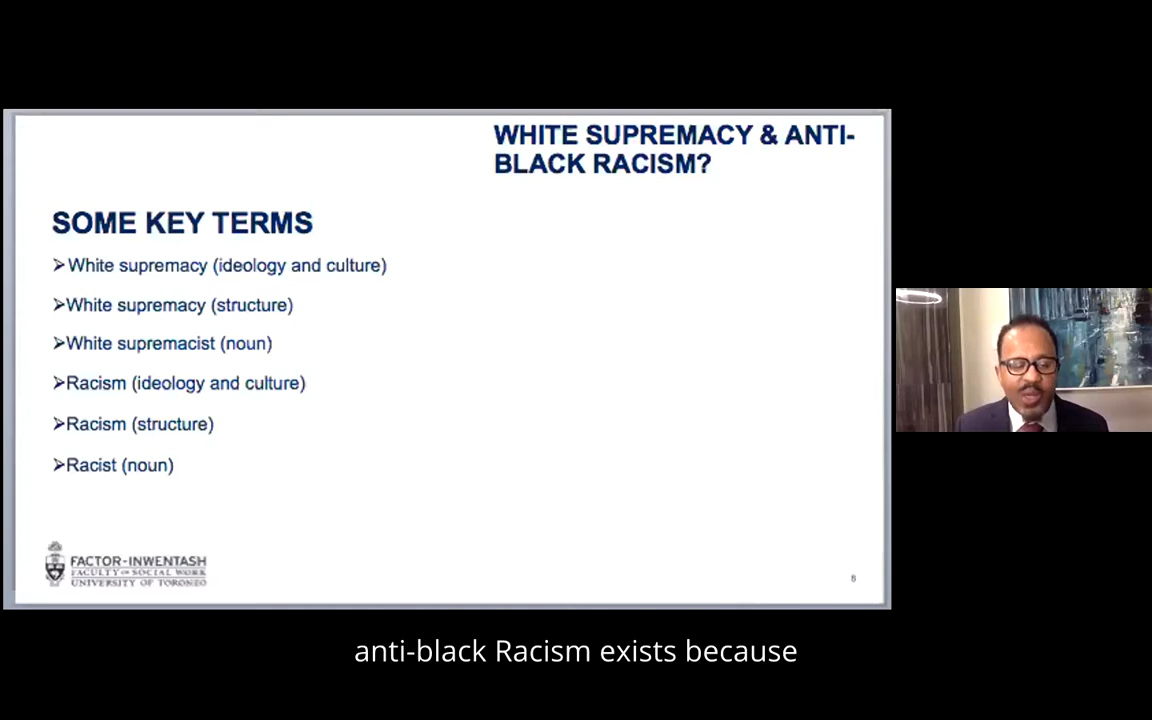 WHITE SUPREMACY & ANTI-
BLACK RACISM?
SOME KEY TERMS
➢White supremacy (ideology and culture)
➢White supremacy (structure)
➢White supremacist (noun)
➢Racism (ideology and culture)
➢Racism (structure)
➢Racist (noun)
FACTOR-INWENTASH
FACULTY OF SOCIAL WORK
UNIVERSITY OF TORONTO
anti-black Racism exists because